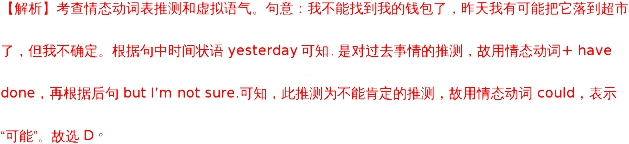 【解析】考查情态动词表推测和虚拟语气。句意：我不能找到我的钱包了，昨天我有可能把它落到超市
了，但我不确定。根据句中时间状语 yesterday 可知. 是对过去事情的推测，故用情态动词+ have
done，再根据后句 but I’m not sure.可知，此推测为不能肯定的推测，故用情态动词 could，表示
“可能”。故选 D。